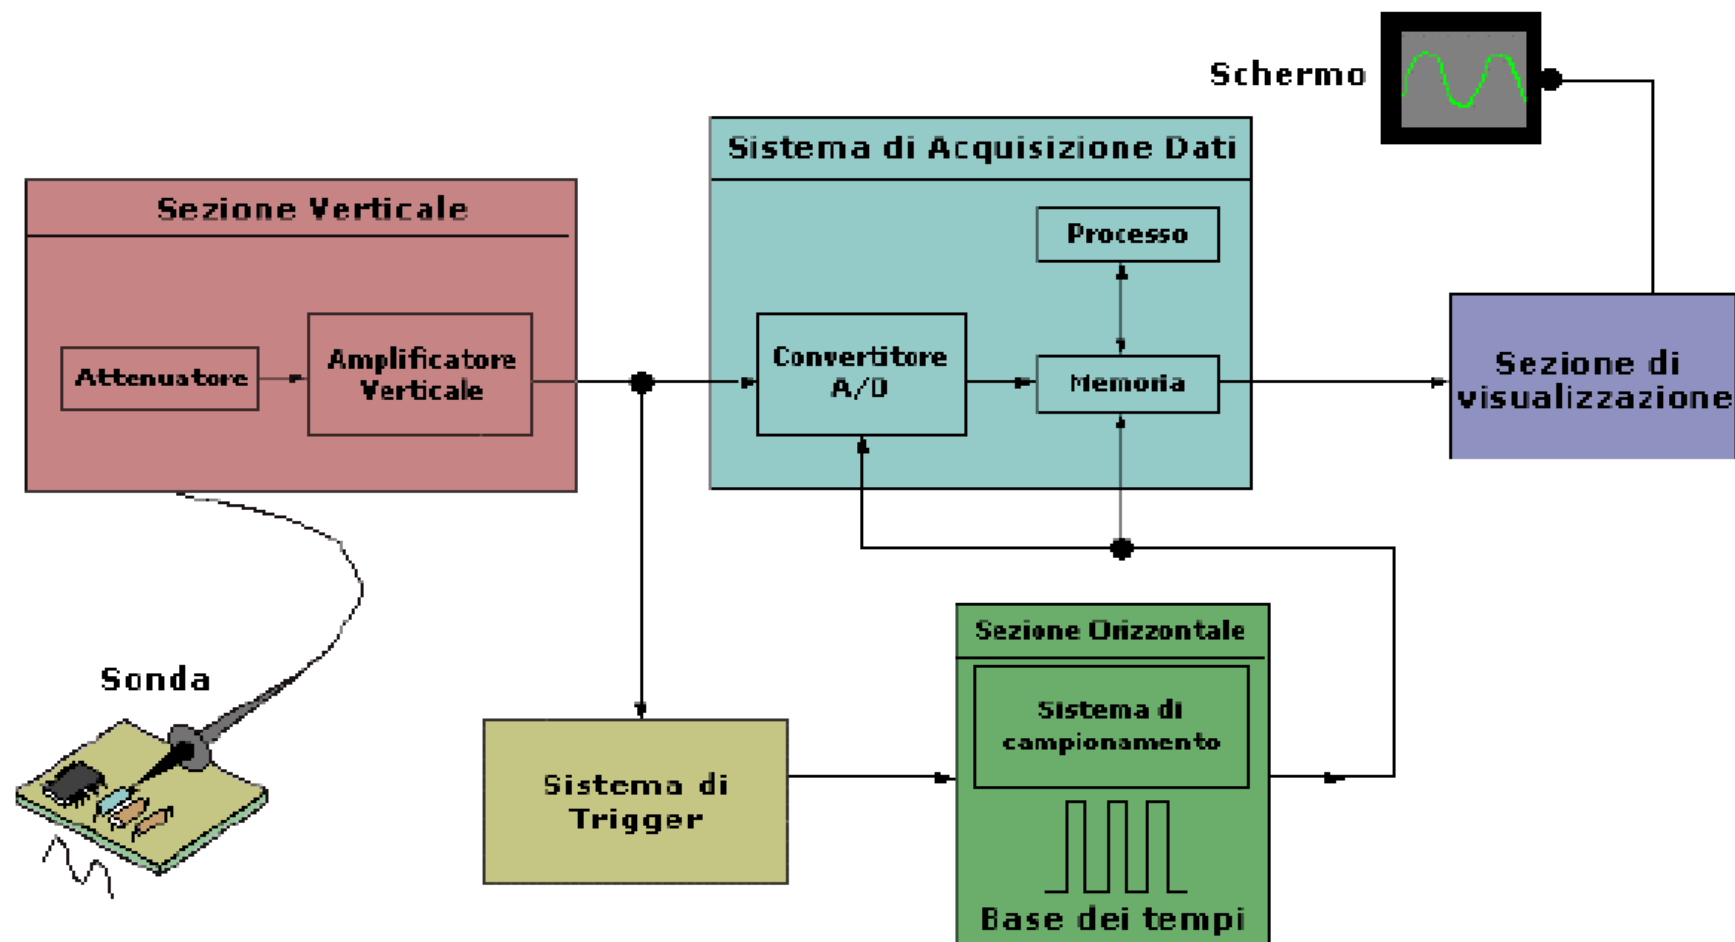 Schermo
Sistema di Acquisizione Dati
Sezione Verticale
Processo
Attenuatore
Amplificatore
Verticale
Convertitore
A/D
Memoria
Sezione di
visualizzazione
Sonda
Sistema di
Trigger
Sezione Orizzontale
Sistema di
campionamento
Base dei tempi